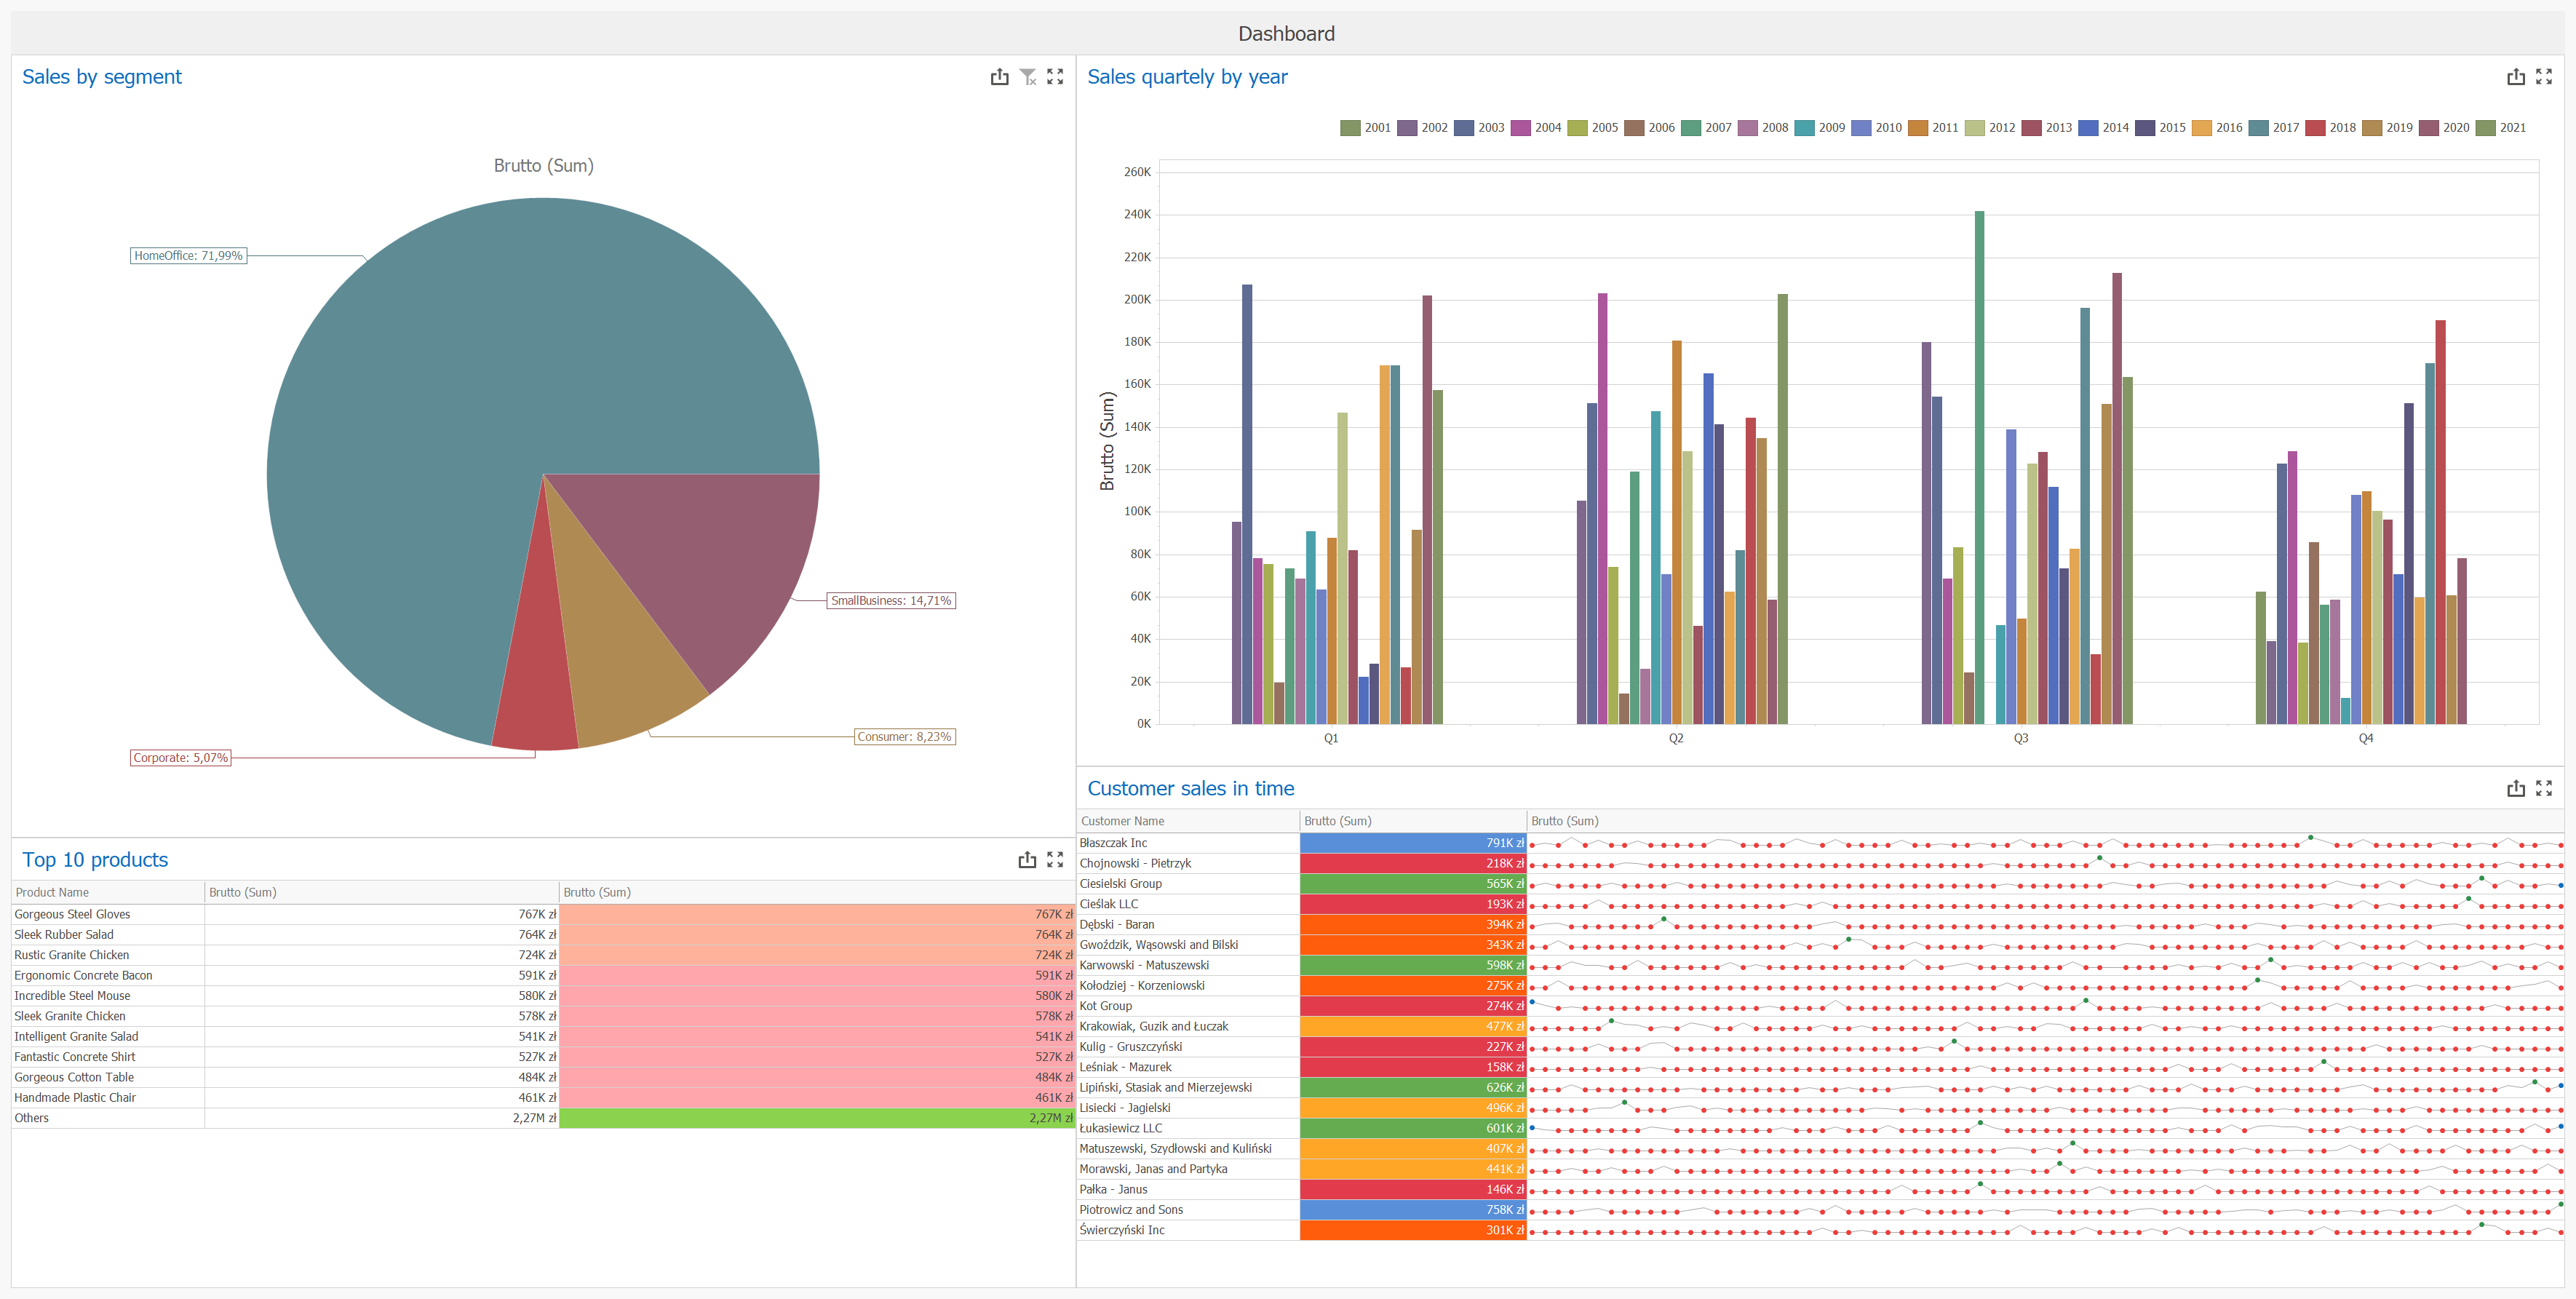 Dashboard
Sales by segment
Brutto (Sum)
HomeOffice: 71,99%
SmallBusiness: 14,71%
Consumer: 8,23%
Corporate: 5,07%
Top 10 products
Product Name Brutto (Sum) Brutto (Sum)
Gorgeous Steel Gloves 767K zł 767K zł
Sleek Rubber Salad 764K zł 764K zł
Rustic Granite Chicken 724K zł 724K zł
Ergonomic Concrete Bacon 591K zł 591K zł
Incredible Steel Mouse 580K zł 580K zł
Sleek Granite Chicken 578K zł 578K zł
Intelligent Granite Salad 541K zł 541K zł
Fantastic Concrete Shirt 527K zł 527K zł
Gorgeous Cotton Table 484K zł 484K zł
Handmade Plastic Chair 461K zł 461K zł
Others 2,27M zł 2,27M zł
Sales quartely by year
2001 2002 2003 2004 2005 2006 2007 2008 2009 2010 2011 2012 2013 2014 2015 2016 2017 2018 2019 2020 2021
Brutto (Sum)
260K
240K
220K
200K
180K
160K
140K
120K
100K
80K
60K
40K
20K
0K
Q1 Q2 Q3 Q4
Customer sales in time
Customer Name Brutto (Sum) Brutto (Sum)
Błaszczak Inc 791K zł
Chojnowski - Pietrzyk 218K zł
Ciesielski Group 565K zł
Cieślak LLC 193K zł
Dębski - Baran 394K zł
Gwoździk, Wąsowski and Bilski 343K zł
Karwowski - Matuszewski 598K zł
Kołodziej - Korzeniowski 275K zł
Kot Group 274K zł
Krakowiak, Guzik and Łuczak 477K zł
Kulig - Gruszczyński 227K zł
Leśniak - Mazurek 158K zł
Lipiński, Stasiak and Mierzejewski 626K zł
Lisiecki - Jagielski 496K zł
Łukasiewicz LLC 601K zł
Matuszewski, Szydłowski and Kuliński 407K zł
Morawski, Janas and Partyka 441K zł
Pałka - Janus 146K zł
Piotrowicz and Sons 758K zł
Świerczyński Inc 301K zł